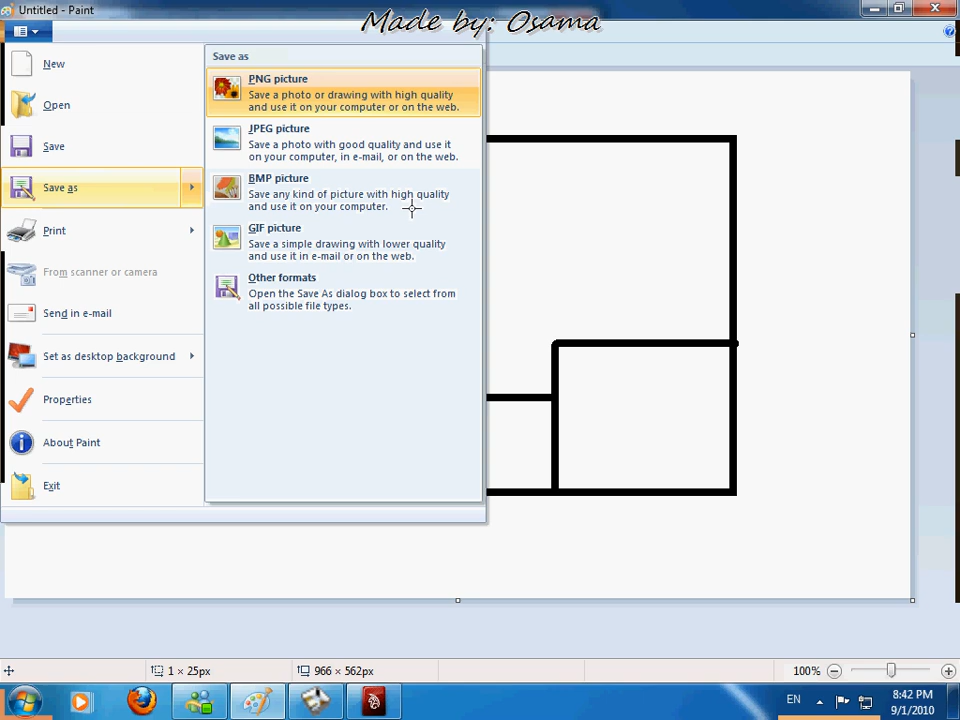 Untitled - Paint
Made by: Osama
New
Open
Save
Save as
Print
From scanner or camera
Send in e-mail
Set as desktop background
Properties
About Paint
Exit
Save as
PNG picture
Save a photo or drawing with high quality
and use it on your computer or on the web.
JPEG picture
Save a photo with good quality and use it
on your computer, in e-mail, or on the web.
BMP picture
Save any kind of picture with high quality
and use it on your computer.
GIF picture
Save a simple drawing with lower quality
and use it in e-mail or on the web.
Other formats
Open the Save As dialog box to select from
all possible file types.
1 × 25px
966 × 562px
100%
EN
8:42 PM
9/1/2010